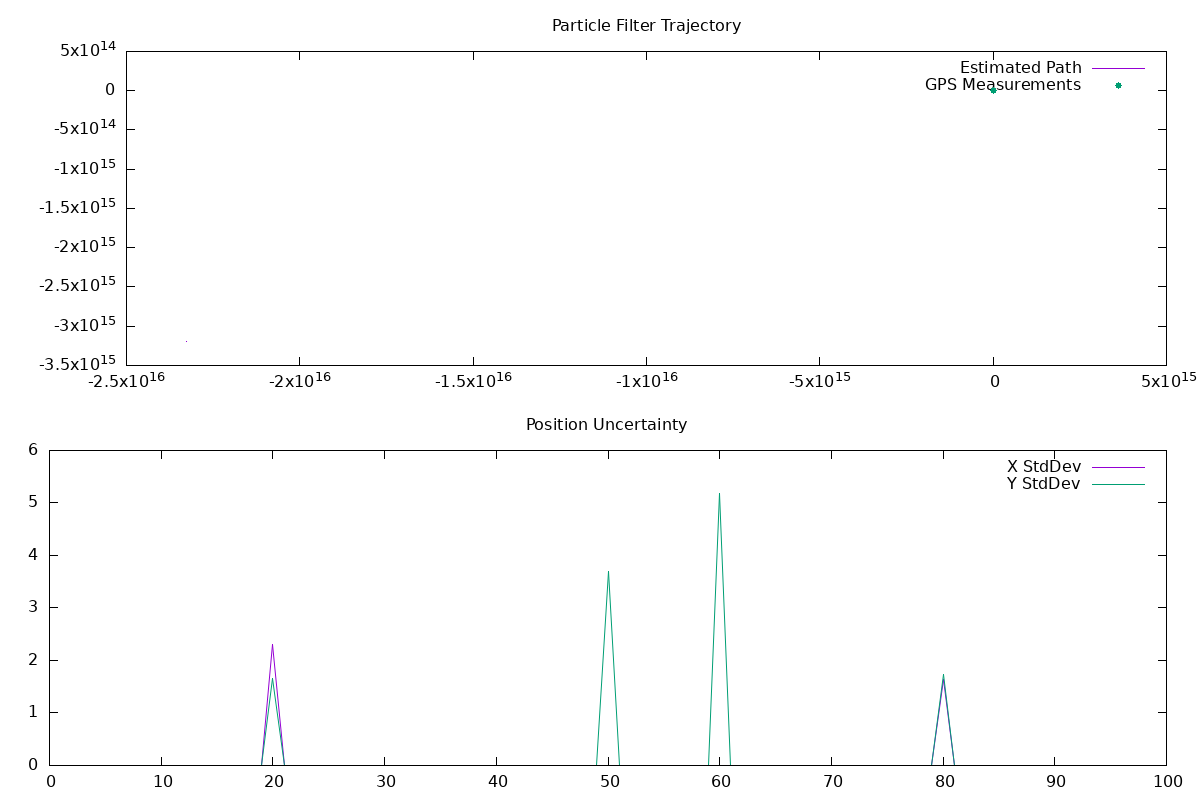 Particle Filter Trajectory
5x10^14
0
-5x10^14
-1x10^15
-1.5x10^15
-2x10^15
-2.5x10^15
-3x10^15
-3.5x10^15
-2.5x10^16 -2x10^16 -1.5x10^16 -1x10^16 -5x10^15 0 5x10^15
Estimated Path
GPS Measurements
Position Uncertainty
6
5
4
3
2
1
0
0 10 20 30 40 50 60 70 80 90 100
X StdDev
Y StdDev